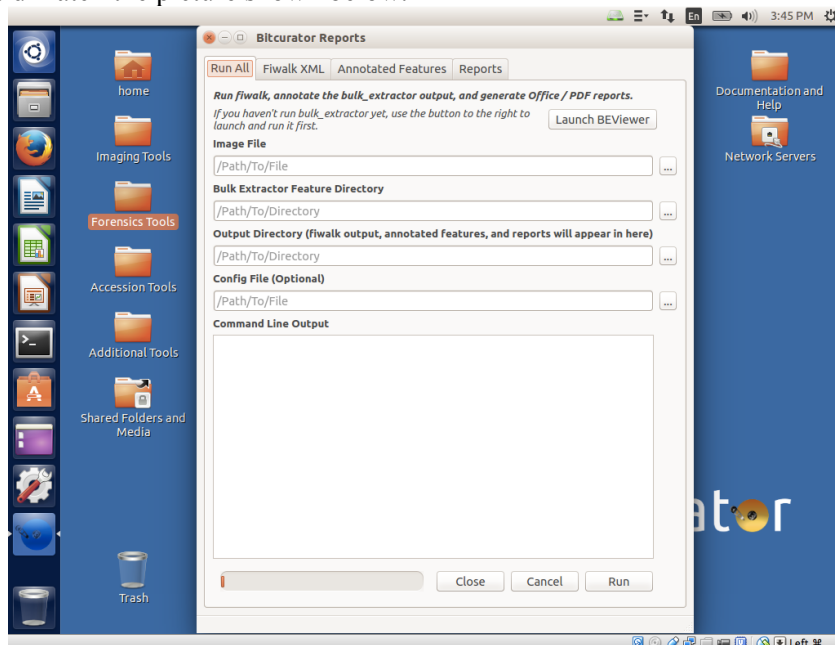 En
3:45 PM
Bitcurator Reports
Run All
Fiwalk XML
Annotated Features
Reports
Run fiwalk, annotate the bulk_extractor output, and generate Office / PDF reports.
If you haven't run bulk_extractor yet, use the button to the right to
launch and run it first.
Launch BEViewer
Image File
/Path/To/File
...
Bulk Extractor Feature Directory
/Path/To/Directory
...
Output Directory (fiwalk output, annotated features, and reports will appear in here)
/Path/To/Directory
...
Config File (Optional)
/Path/To/File
...
Command Line Output
Close
Cancel
Run
home
Imaging Tools
Forensics Tools
Accession Tools
Additional Tools
Shared Folders and
Media
Trash
Documentation and
Help
Network Servers
ator
Left ⌘